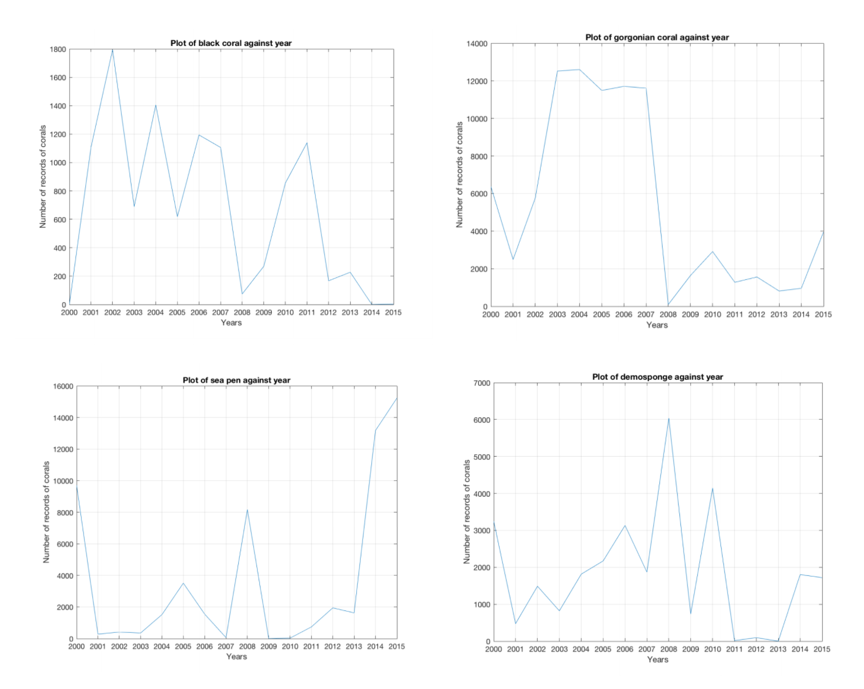 Plot of black coral against year
1800
1600
1400
1200
1000
800
600
400
200
0
Number of records of corals
2000 2001 2002 2003 2004 2005 2006 2007 2008 2009 2010 2011 2012 2013 2014 2015
Years
Plot of gorgonian coral against year
14000
12000
10000
8000
6000
4000
2000
0
Number of records of corals
2000 2001 2002 2003 2004 2005 2006 2007 2008 2009 2010 2011 2012 2013 2014 2015
Years
Plot of sea pen against year
16000
14000
12000
10000
8000
6000
4000
2000
0
Number of records of corals
2000 2001 2002 2003 2004 2005 2006 2007 2008 2009 2010 2011 2012 2013 2014 2015
Years
Plot of demosponge against year
7000
6000
5000
4000
3000
2000
1000
0
Number of records of corals
2000 2001 2002 2003 2004 2005 2006 2007 2008 2009 2010 2011 2012 2013 2014 2015
Years